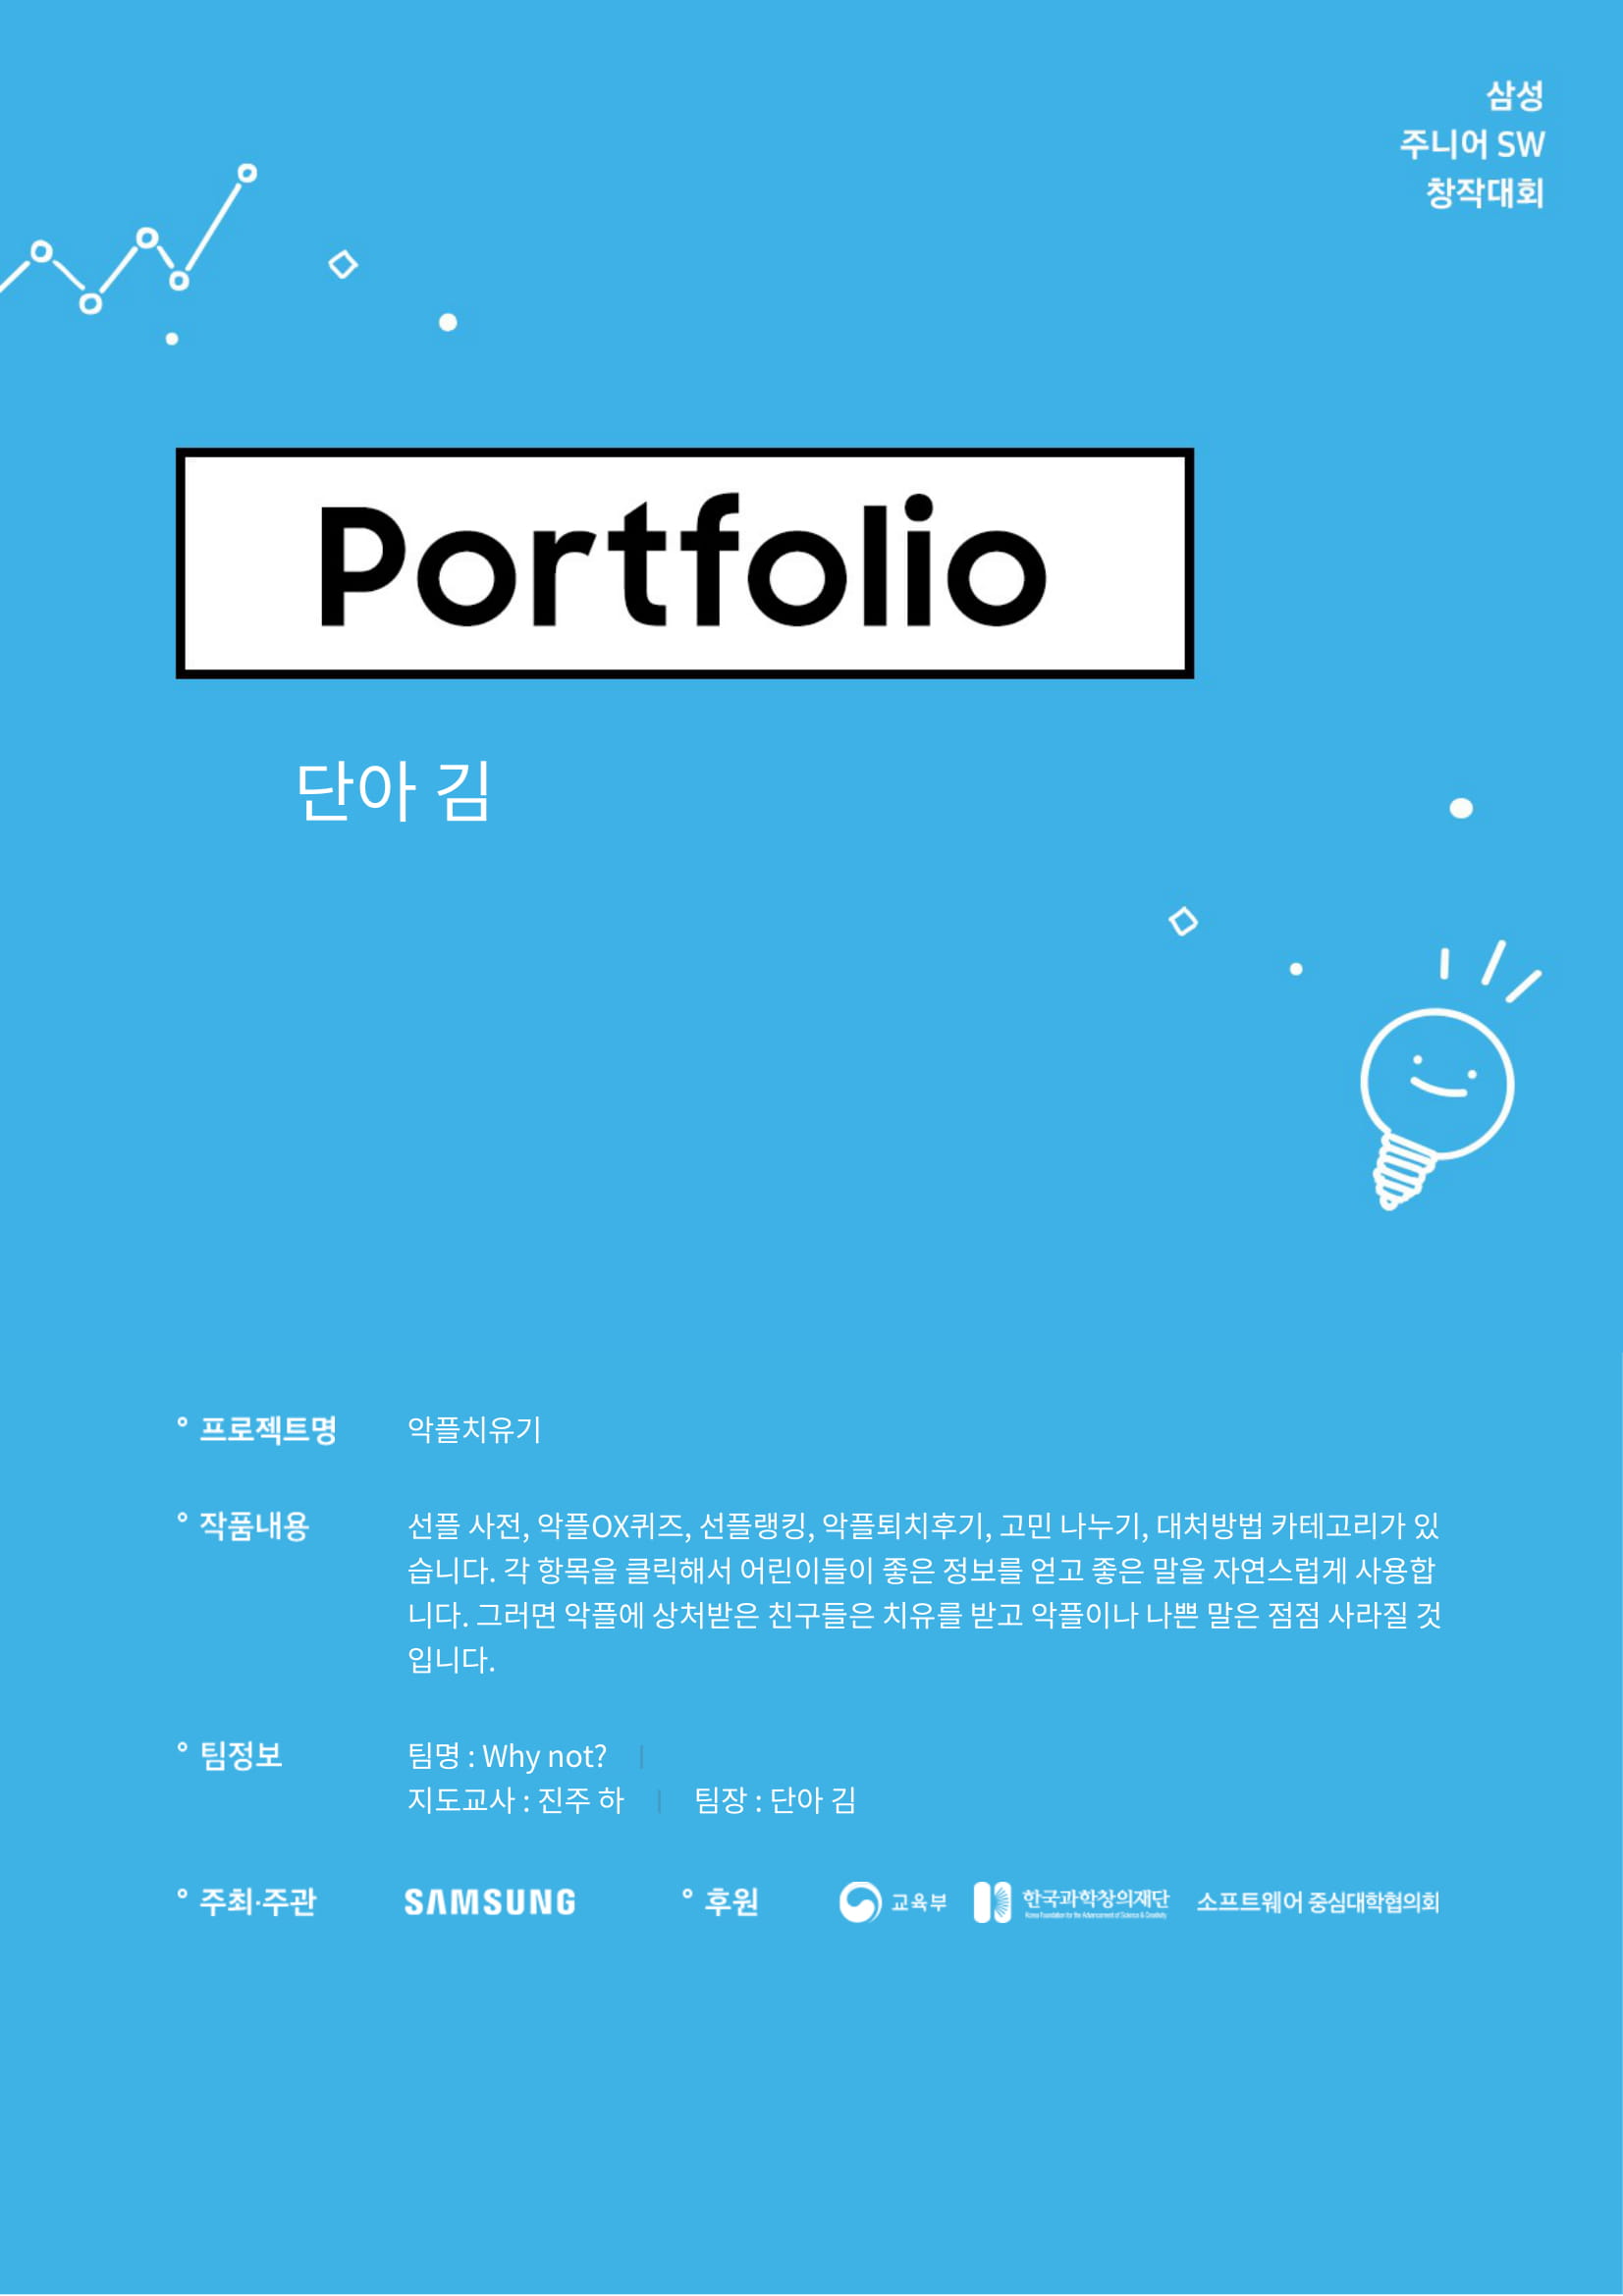 삼성
주니어 SW
창작대회
Portfolio
단아 김
프로젝트명 악플치유기
작품내용 선플 사전, 악플OX퀴즈, 선플랭킹, 악플퇴치후기, 고민 나누기, 대처방법 카테고리가 있
습니다. 각 항목을 클릭해서 어린이들이 좋은 정보를 얻고 좋은 말을 자연스럽게 사용합
니다. 그러면 악플에 상처받은 친구들은 치유를 받고 악플이나 나쁜 말은 점점 사라질 것
입니다.
팀정보 팀명 : Why not? |
지도교사 : 진주 하 | 팀장 : 단아 김
주최·주관 SAMSUNG 후원 교육부 한국과학창의재단 소프트웨어 중심대학협의회
Korea Foundation for the Advancement of Science & Creativity